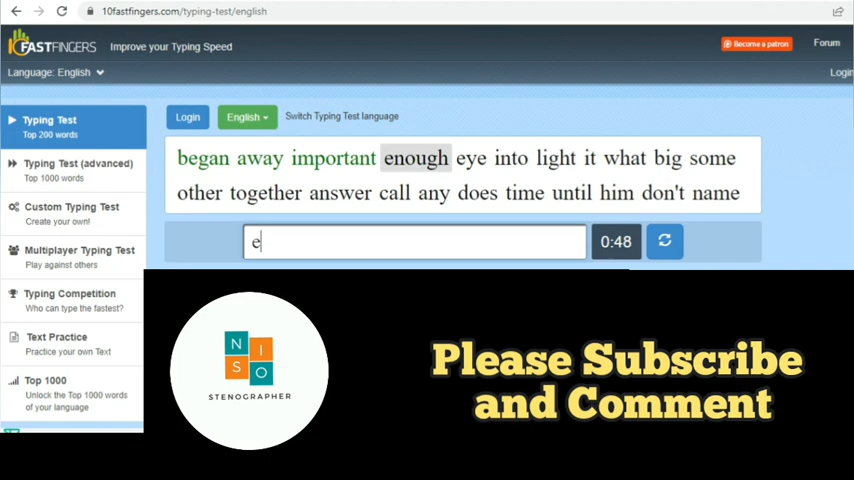 10fastfingers.com/typing-test/english
FASTFINGERS Improve your Typing Speed
Become a patron
Forum
Language: English
Login
Typing Test
Top 200 words
Typing Test (advanced)
Top 1000 words
Custom Typing Test
Create your own!
Multiplayer Typing Test
Play against others
Typing Competition
Who can type the fastest?
Text Practice
Practice your own Text
Top 1000
Unlock the Top 1000 words
of your language
Login English Switch Typing Test language
began away important enough eye into light it what big some
other together answer call any does time until him don't name
e 0:48
N I
S O
STENOGRAPHER
Please Subscribe
and Comment